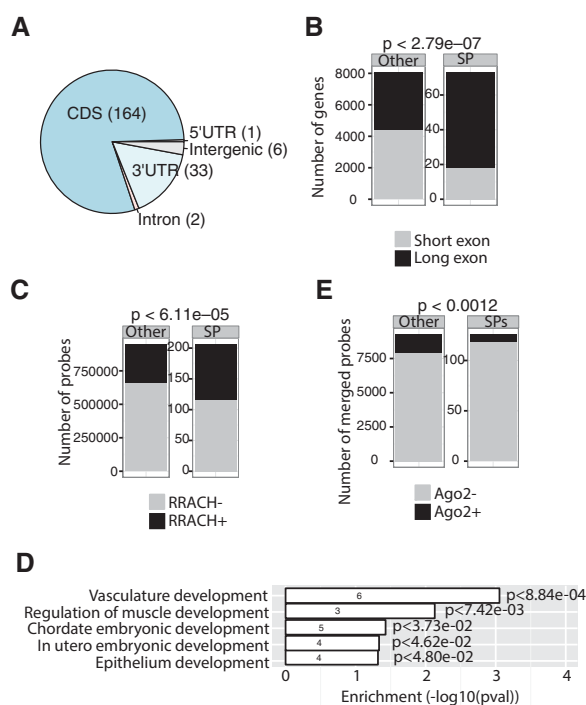 A
CDS (164)
5'UTR (1)
Intergenic (6)
3'UTR (33)
Intron (2)
B
p < 2.79e–07
Other
SP
Number of genes
8000
6000
4000
2000
0
60
40
20
0
Short exon
Long exon
C
p < 6.11e–05
Other
SP
Number of probes
750000
500000
250000
0
200
150
100
50
0
RRACH-
RRACH+
E
p < 0.0012
Other
SPs
Number of merged probes
7500
5000
2500
0
100
50
0
Ago2-
Ago2+
D
Vasculature development 6 p<8.84e-04
Regulation of muscle development 3 p<7.42e-03
Chordate embryonic development 5 p<3.73e-02
In utero embryonic development 4 p<4.62e-02
Epithelium development 4 p<4.80e-02
0 1 2 3 4
Enrichment (-log10(pval))